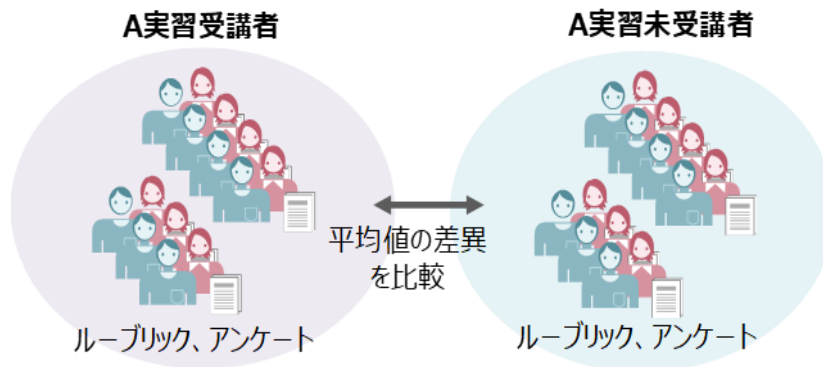 A実習受講者
A実習未受講者
平均値の差異
を比較
ルーブリック、アンケート
ルーブリック、アンケート